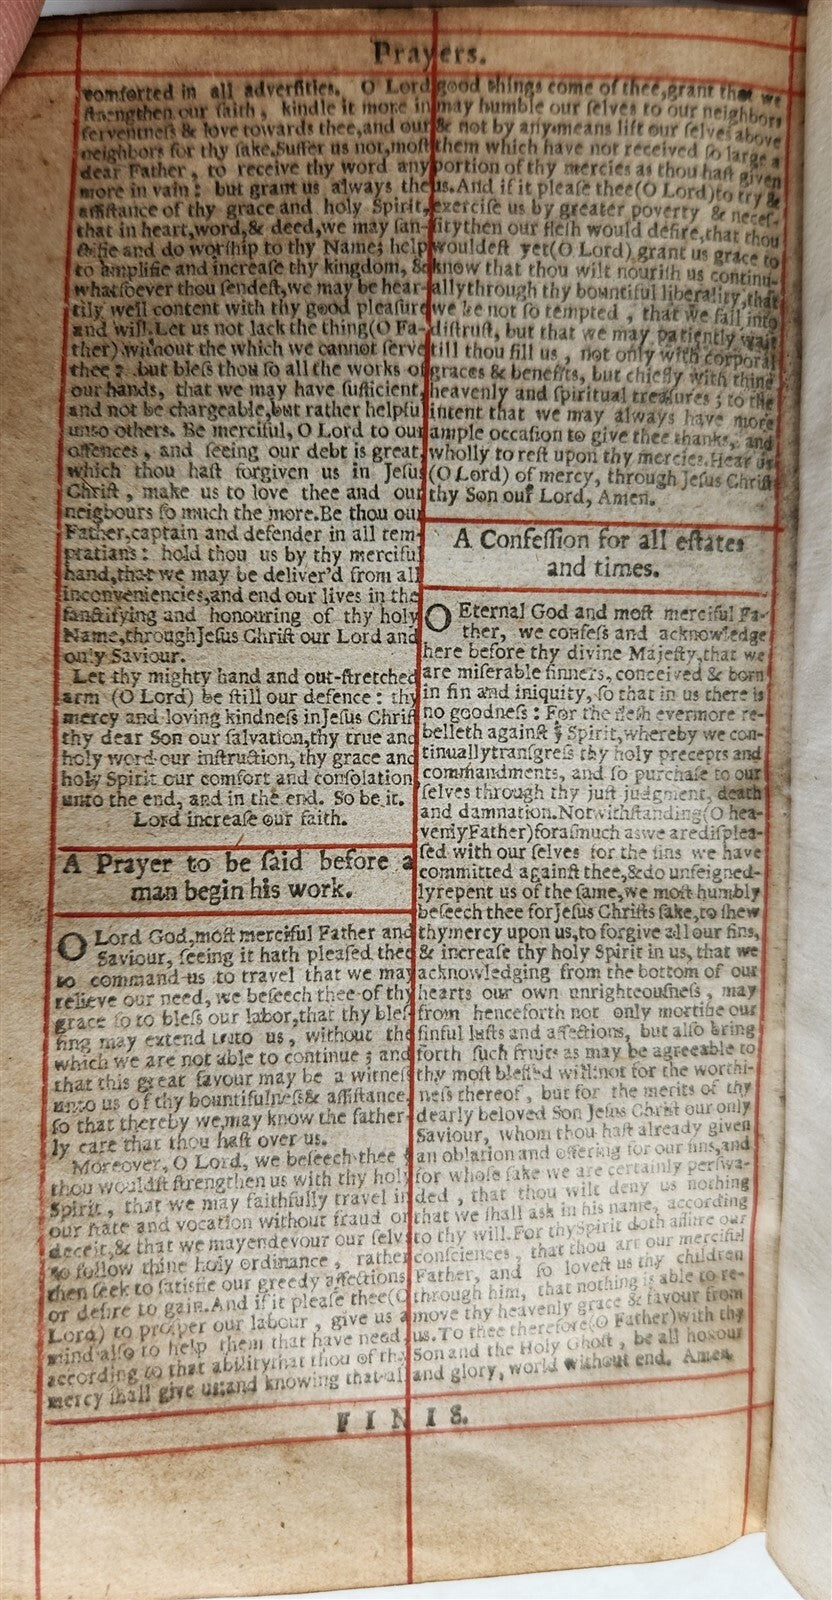 Prayers.
comforted in all adverſities. O Lord
ſtrengthen our faith, kindle it more in
ferventneſs & love towards thee,and our
neighbors for thy ſake.Suffer us not,moſt
dear Father, to receive thy word any
more in vain: but grant us always the
aſſiſtance of thy grace and holy Spirit,
that in heart,word,& deed,we may ſan-
ctifie and do worſhip to thy Name; help
to amplifie and increaſe thy kingdom, &
whatſoever thou ſendeſt,we may be hear-
tily well content with thy good pleaſure
and will.Let us not lack the thing(O Fa-
ther) without the which we cannot ſerve
thee: but bleſs thou ſo all the works of
our hands, that we may have ſufficient,
and not be chargeable,but rather helpful
unto others. Be merciful, O Lord to our
offences, and ſeeing our debt is great,
which thou haſt forgiven us in Jeſus
Chriſt, make us to love thee and our
neigbours ſo much the more.Be thou our
Father,captain and defender in all tem-
ptatians: hold thou us by thy merciful
hand,that we may be deliver'd from all
inconveniencies,and end our lives in the
ſanctifying and honouring of thy holy
Name,through Jeſus Chriſt our Lord and
only Saviour.
Let thy mighty hand and out-ſtretched
arm (O Lord) be ſtill our defence: thy
mercy and loving kindneſs in Jeſus Chriſt
thy dear Son our ſalvation,thy true and
holy word our inſtruction, thy grace and
holy Spirit our comfort and conſolation,
unto the end, and in the end. So be it.
Lord increaſe our faith.
A Prayer to be ſaid before a
man begin his work.
O Lord God,moſt merciful Father and
Saviour, ſeeing it hath pleaſed thee
to command us to travel that we may
relieve our need, we beſeech thee of thy
grace ſo to bleſs our labor,that thy bleſ-
ſing may extend unto us, without the
which we are not able to continue; and
that this great favour may be a witneſs
unto us of thy bountifulneſs& aſſiſtance,
ſo that thereby we,may know the father-
ly care that thou haſt over us.
Moreover, O Lord, we beſeech thee
thou wouldſt ſtrengthen us with thy holy
Spirit, that we may faithfully travel in
our ſtate and vocation without fraud or
deceit,& that we may endevour our ſelvs
to follow thine holy ordinance, rather
then ſeek to ſatisfie our greedy affections
or deſire to gain.And if it pleaſe thee(O
Lord) to proſper our labour, give us a
mind alſo to help them that have need,
according to that ability that thou of thy
mercy ſhall give us:and knowing that all
good things come of thee,grant that we
may humble our ſelves to our neighbors
& not by any means lift our ſelves above
them which have not received ſo large a
portion of thy mercies as thou haſt given
us.And if it pleaſe thee(O Lord)to try &
exerciſe us by greater poverty & neceſ-
ſity then our fleſh would deſire,that thou
wouldeſt yet(O Lord) grant us grace to
know that thou wilt nouriſh us continu-
ally through thy bountiful liberality,that
we be not ſo tempted, that we fall into
diſtruſt, but that we may patiently wait
till thou fill us, not only with corporal
graces & benefits, but chiefly with thine
heavenly and ſpiritual treaſures; to the
intent that we may always have more
ample occaſion to give thee thanks, and
wholly to reſt upon thy mercies.Hear us
(O Lord) of mercy, through Jeſus Chriſt
thy Son our Lord, Amen.
A Confeſſion for all eſtates
and times.
O Eternal God and moſt merciful Fa-
ther, we confeſs and acknowledge
here before thy divine Majeſty,that we
are miſerable ſinners, conceived & born
in ſin and iniquity, ſo that in us there is
no goodneſs: For the fleſh evermore re-
belleth againſt yͤ Spirit,whereby we con-
tinually tranſgreſs thy holy precepts and
commandments, and ſo purchaſe to our
ſelves through thy juſt judgment, death
and damnation.Notwithſtanding(O hea-
venly Father)foraſmuch as we are diſplea-
ſed with our ſelves for the ſins we have
committed againſt thee,&do unfeigned-
ly repent us of the ſame,we moſt humbly
beſeech thee for Jeſus Chriſts ſake,to ſhew
thy mercy upon us,to forgive all our ſins,
& increaſe thy holy Spirit in us, that we
acknowledging from the bottom of our
hearts our own unrighteouſneſs, may
from henceforth not only mortifie our
ſinful luſts and affections, but alſo bring
forth ſuch fruits as may be agreeable to
thy moſt bleſſed will:not for the worthi-
neſs thereof, but for the merits of thy
dearly beloved Son Jeſus Chriſt our only
Saviour, whom thou haſt already given
an oblation and offering for our ſins,and
for whoſe ſake we are certainly perſwa-
ded, that thou wilt deny us nothing
that we ſhall ask in his name, according
to thy will.For thy Spirit doth aſſure our
conſciences, that thou art our merciful
Father, and ſo loveſt us thy children
through him, that nothing is able to re-
move thy heavenly grace & favour from
us.To thee therefore(O Father)with thy
Son and the Holy Ghoſt, be all honour
and glory, world without end. Amen.
FINIS.